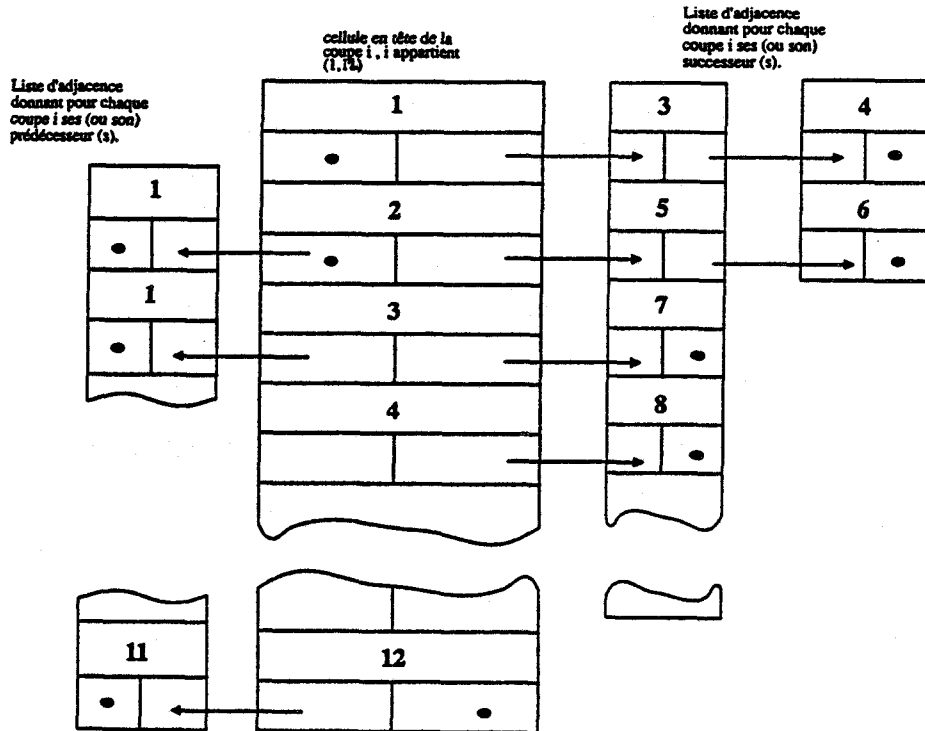 Liste d'adjacence
donnant pour chaque
coupe i ses (ou son)
successeur (s).
cellule en tête de la
coupe i , i appartient
(1,12)
Liste d'adjacence
donnant pour chaque
coupe i ses (ou son)
prédécesseur (s).
1
3
4
1
2
5
6
1
3
7
4
8
11
12